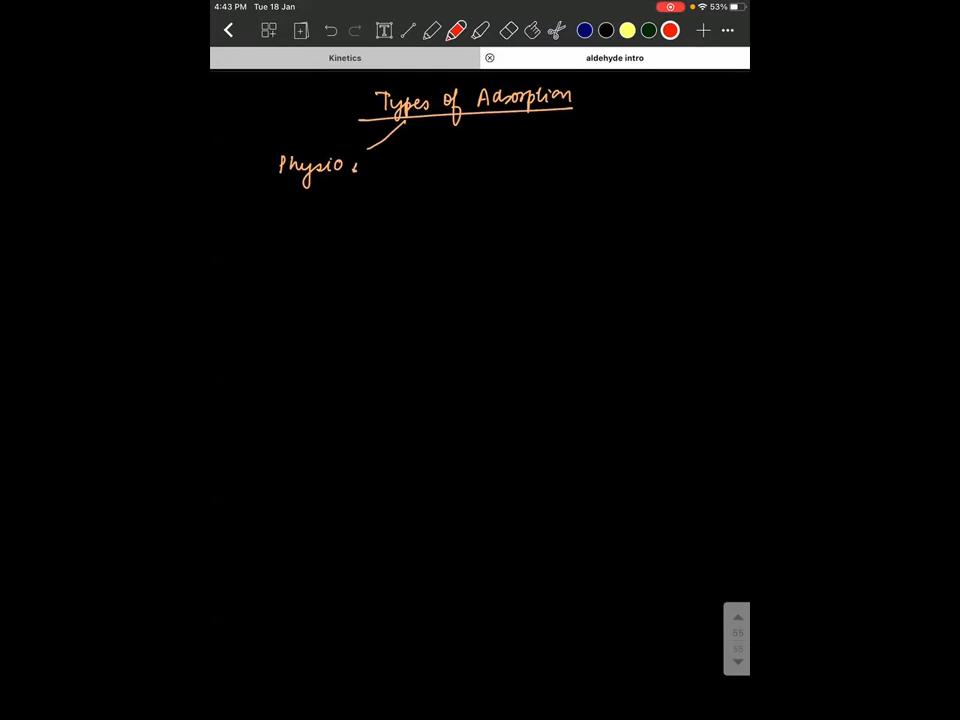 4:43 PM Tue 18 Jan 53%
T
Kinetics aldehyde intro
Types of Adsorption
Physio
55
55